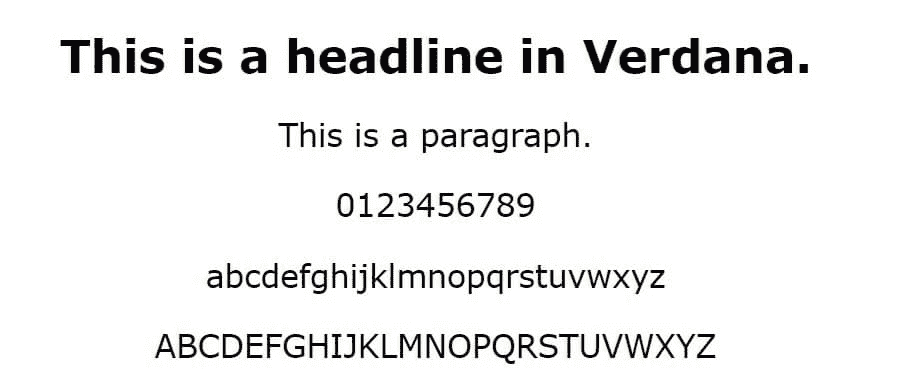 This is a headline in Verdana.
This is a paragraph.
0123456789
abcdefghijklmnopqrstuvwxyz
ABCDEFGHIJKLMNOPQRSTUVWXYZ